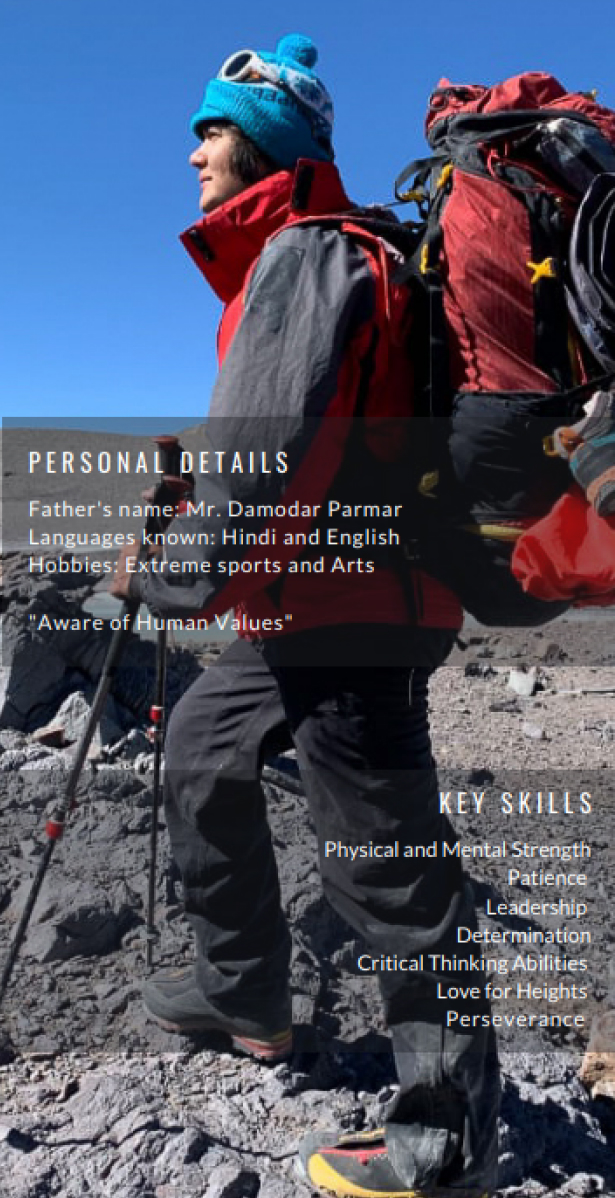 PERSONAL DETAILS
Father's name: Mr. Damodar Parmar
Languages known: Hindi and English
Hobbies: Extreme sports and Arts
"Aware of Human Values"
KEY SKILLS
Physical and Mental Strength
Patience
Leadership
Determination
Critical Thinking Abilities
Love for Heights
Perseverance